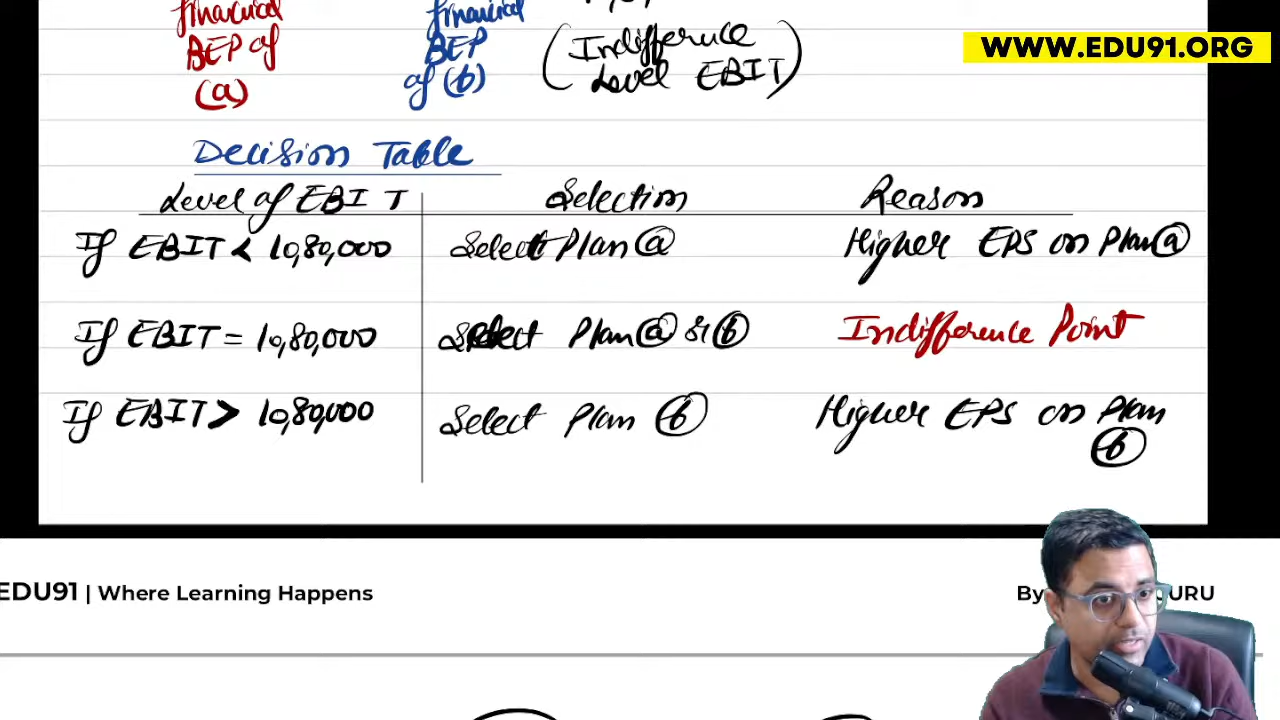 financial
BEP of
(a)
financial
BEP
of (b)
(Indifference
Level EBIT)
WWW.EDU91.ORG
Decision Table
Level of EBIT Selection Reason
If EBIT < 10,80,000 Select Plan (a) Higher EPS on Plan (a)
If EBIT = 10,80,000 Select Plan (a) or (b) Indifference Point
If EBIT > 10,80,000 Select Plan (b) Higher EPS on Plan
(b)
EDU91 | Where Learning Happens
By URU